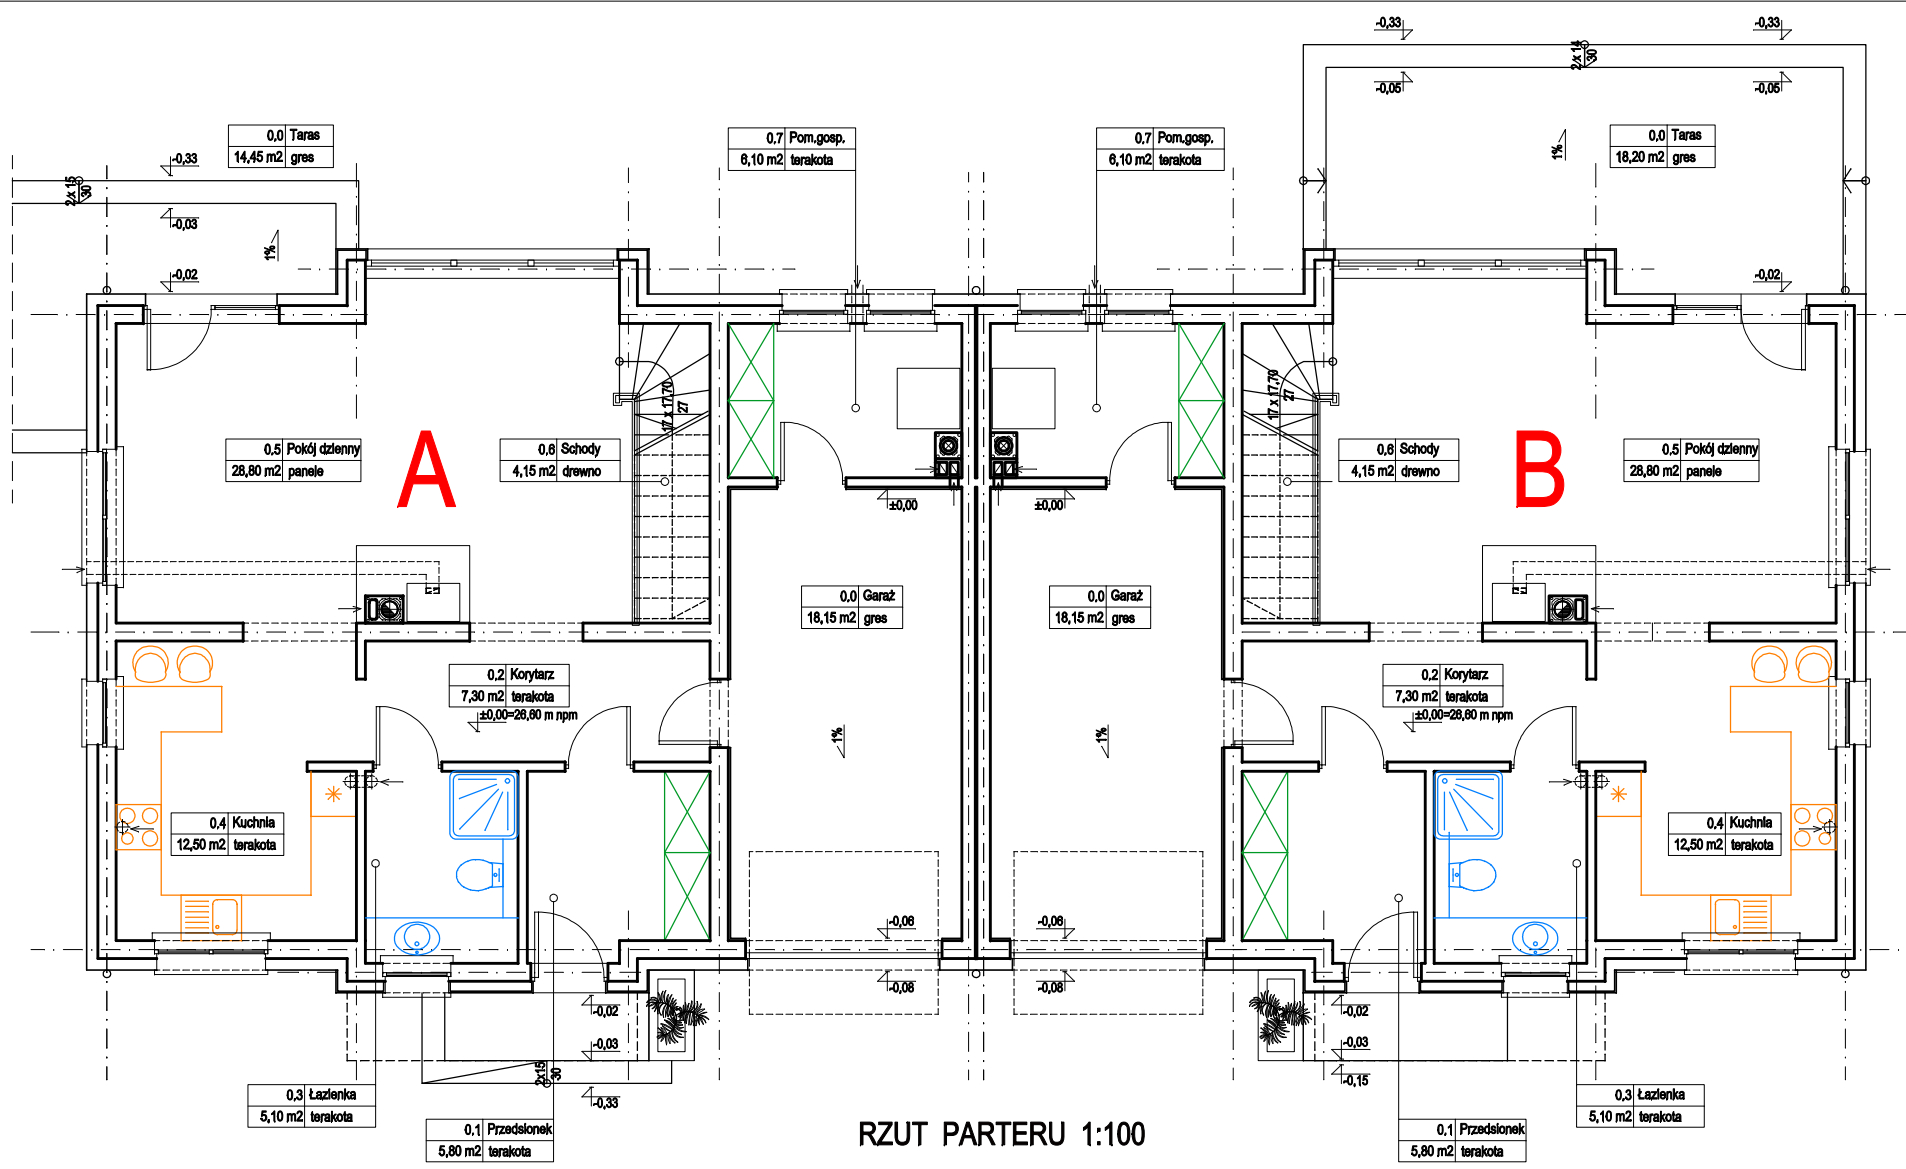 -0,33
-0,33
2 x 14
30
-0,05
-0,05
0,0 Taras
14,45 m2 gres
0,7 Pom.gosp.
6,10 m2 terakota
0,7 Pom.gosp.
6,10 m2 terakota
0,0 Taras
18,20 m2 gres
1%
-0,33
2 x 15
30
-0,03
1%
-0,02
-0,02
17 x 17,70
27
17 x 17,70
27
0,5 Pokój dzienny
28,80 m2 panele
A
0,6 Schody
4,15 m2 drewno
0,6 Schody
4,15 m2 drewno
B
0,5 Pokój dzienny
28,80 m2 panele
±0,00
±0,00
0,0 Garaż
18,15 m2 gres
0,0 Garaż
18,15 m2 gres
0,2 Korytarz
7,30 m2 terakota
±0,00=26,60 m npm
0,2 Korytarz
7,30 m2 terakota
±0,00=26,60 m npm
1%
1%
0,4 Kuchnia
12,50 m2 terakota
0,4 Kuchnia
12,50 m2 terakota
-0,06
-0,06
-0,08
-0,08
-0,02
-0,02
-0,03
-0,03
2x15
30
-0,15
-0,33
0,3 Łazienka
5,10 m2 terakota
0,3 Łazienka
5,10 m2 terakota
0,1 Przedsionek
5,80 m2 terakota
RZUT PARTERU 1:100
0,1 Przedsionek
5,80 m2 terakota